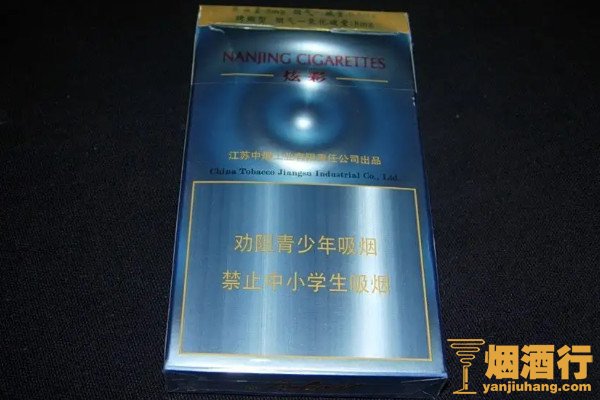 NANJING CIGARETTES
炫彩
江苏中烟工业有限责任公司出品
China Tobacco Jiangsu Industrial Co., Ltd
劝阻青少年吸烟
禁止中小学生吸烟
烟酒行
yanjiuhang.com